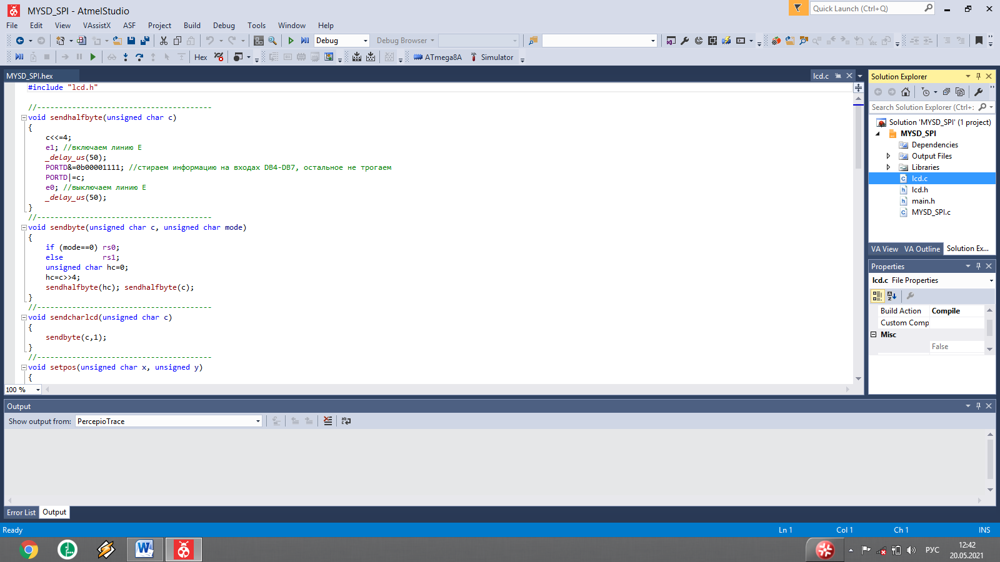 MYSD_SPI - AtmelStudio
Quick Launch (Ctrl+Q)
File Edit View VAssistX ASF Project Build Debug Tools Window Help
Debug Debug Browser
Hex ATmega8A Simulator
MYSD_SPI.hex lcd.c
#include "lcd.h"
//----------------------------------------
void sendhalfbyte(unsigned char c)
{
c<<=4;
e1; //включаем линию E
_delay_us(50);
PORTD&=0b00001111; //стираем информацию на входах DB4-DB7, остальное не трогаем
PORTD|=c;
e0; //выключаем линию E
_delay_us(50);
}
//----------------------------------------
void sendbyte(unsigned char c, unsigned char mode)
{
if (mode==0) rs0;
else         rs1;
unsigned char hc=0;
hc=c>>4;
sendhalfbyte(hc); sendhalfbyte(c);
}
//----------------------------------------
void sendcharlcd(unsigned char c)
{
sendbyte(c,1);
}
//----------------------------------------
void setpos(unsigned char x, unsigned y)
{
100 %
Solution Explorer
Search Solution Explorer (Ctrl+:
Solution 'MYSD_SPI' (1 project)
MYSD_SPI
Dependencies
Output Files
Libraries
lcd.c
lcd.h
main.h
MYSD_SPI.c
VA View VA Outline Solution Ex...
Properties
lcd.c File Properties
Build Action Compile
Custom Comp
Misc
False
Output
Show output from: PercepioTrace
Error List Output
Ready Ln 1 Col 1 Ch 1 INS
РУС 12:42
20.05.2021